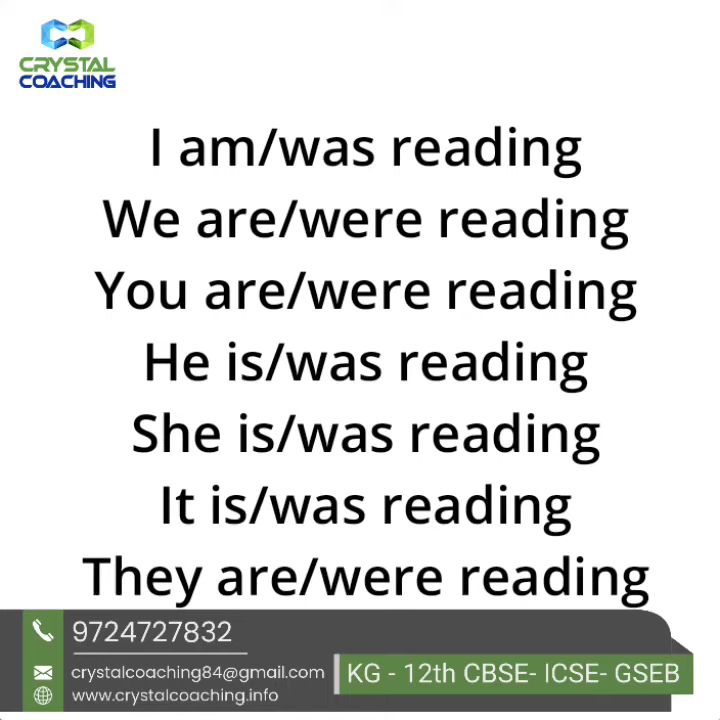 CRYSTAL
COACHING
I am/was reading
We are/were reading
You are/were reading
He is/was reading
She is/was reading
It is/was reading
They are/were reading
9724727832
crystalcoaching84@gmail.com
www.crystalcoaching.info
KG - 12th CBSE- ICSE- GSEB